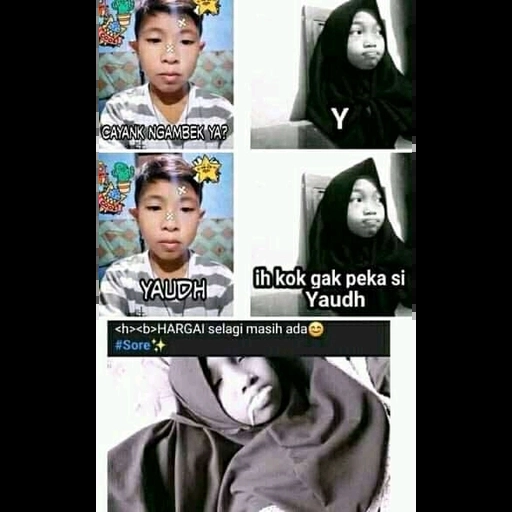 CAYANK NGAMBEK YA?
Y
YAUDH
ih kok gak peka si
Yaudh
<h><b>HARGAI selagi masih ada😊
#Sore✨